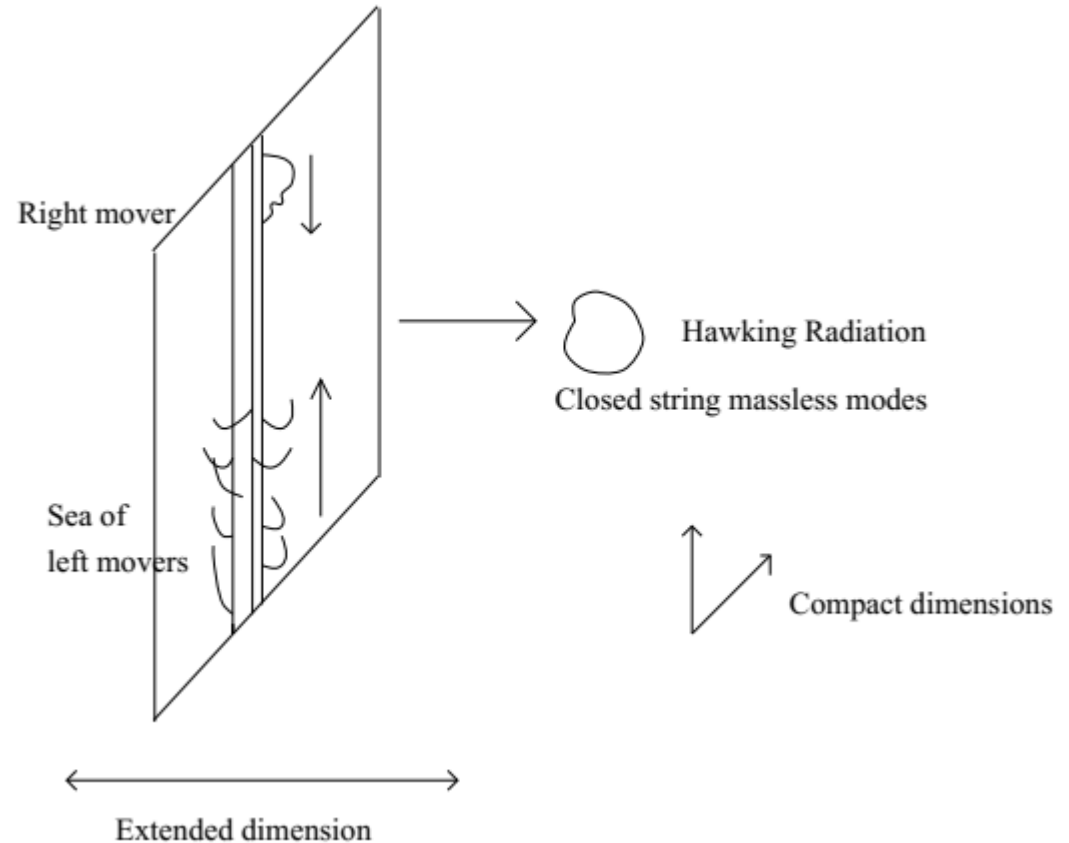 Right mover
Hawking Radiation
Closed string massless modes
Sea of
left movers
Compact dimensions
Extended dimension